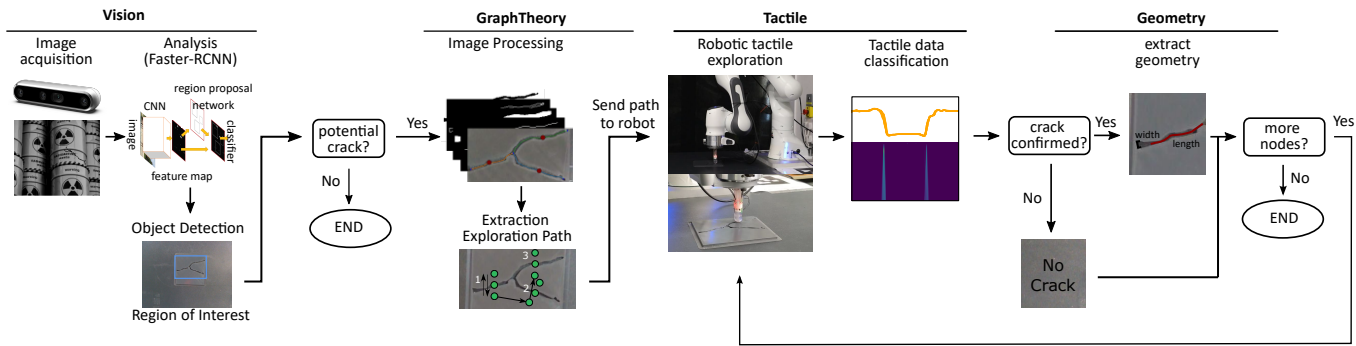 Vision
Image
acquisition
Analysis
(Faster-RCNN)
region proposal
network
CNN
image
classifier
feature map
Object Detection
Region of Interest
potential
crack?
Yes
No
END
GraphTheory
Image Processing
Extraction
Exploration Path
1
2
3
Send path
to robot
Tactile
Robotic tactile
exploration
Tactile data
classification
crack
confirmed?
Yes
No
No
Crack
Geometry
extract
geometry
width
length
more
nodes?
Yes
No
END